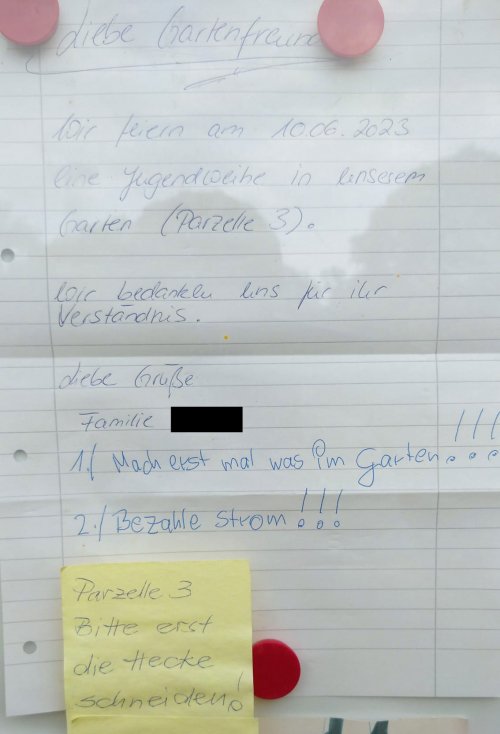 Liebe Gartenfreunde
Wir feiern am 10.06.2023
eine Jugendweihe in unserem
Garten (Parzelle 3).
Wir bedanken uns für ihr
Verständnis.
Liebe Grüße
Familie
1./ Mach erst mal was im Garten!!!
2./ Bezahle Strom!!!
Parzelle 3
Bitte erst
die Hecke
schneiden!